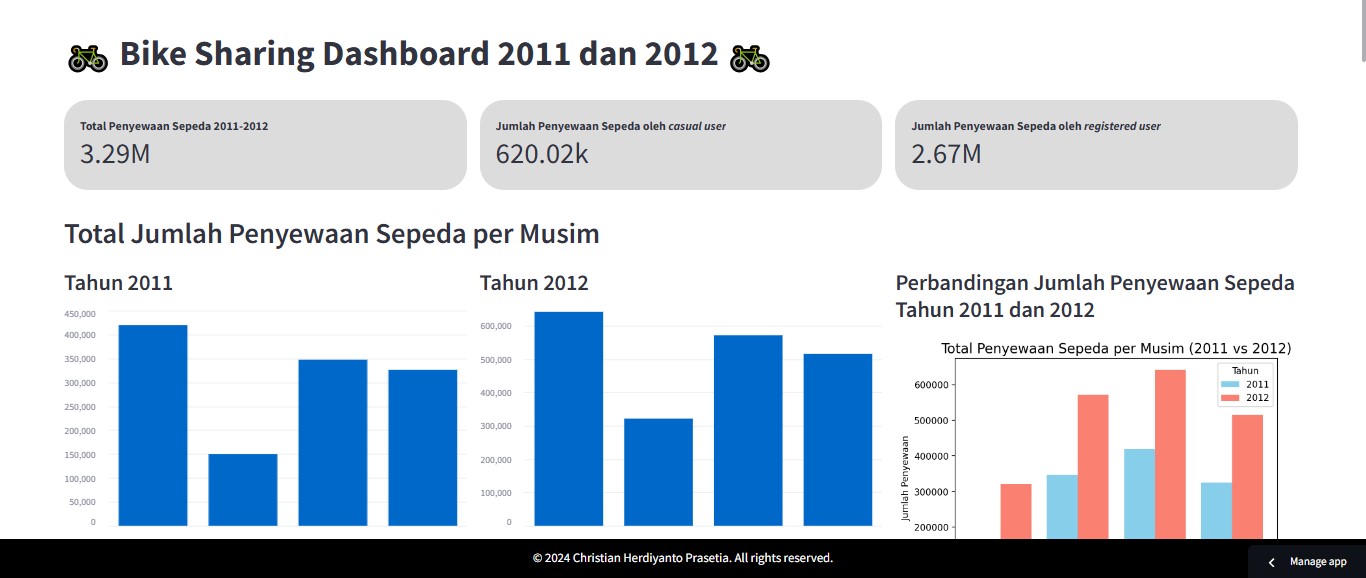 Bike Sharing Dashboard 2011 dan 2012
Total Penyewaan Sepeda 2011-2012
3.29M
Jumlah Penyewaan Sepeda oleh casual user
620.02k
Jumlah Penyewaan Sepeda oleh registered user
2.67M
Total Jumlah Penyewaan Sepeda per Musim
Tahun 2011
450,000
400,000
350,000
300,000
250,000
200,000
150,000
100,000
50,000
0
Tahun 2012
600,000
500,000
400,000
300,000
200,000
100,000
0
Perbandingan Jumlah Penyewaan Sepeda
Tahun 2011 dan 2012
Total Penyewaan Sepeda per Musim (2011 vs 2012)
Tahun
2011
2012
Jumlah Penyewaan
600000
500000
400000
300000
200000
© 2024 Christian Herdiyanto Prasetia. All rights reserved.
Manage app